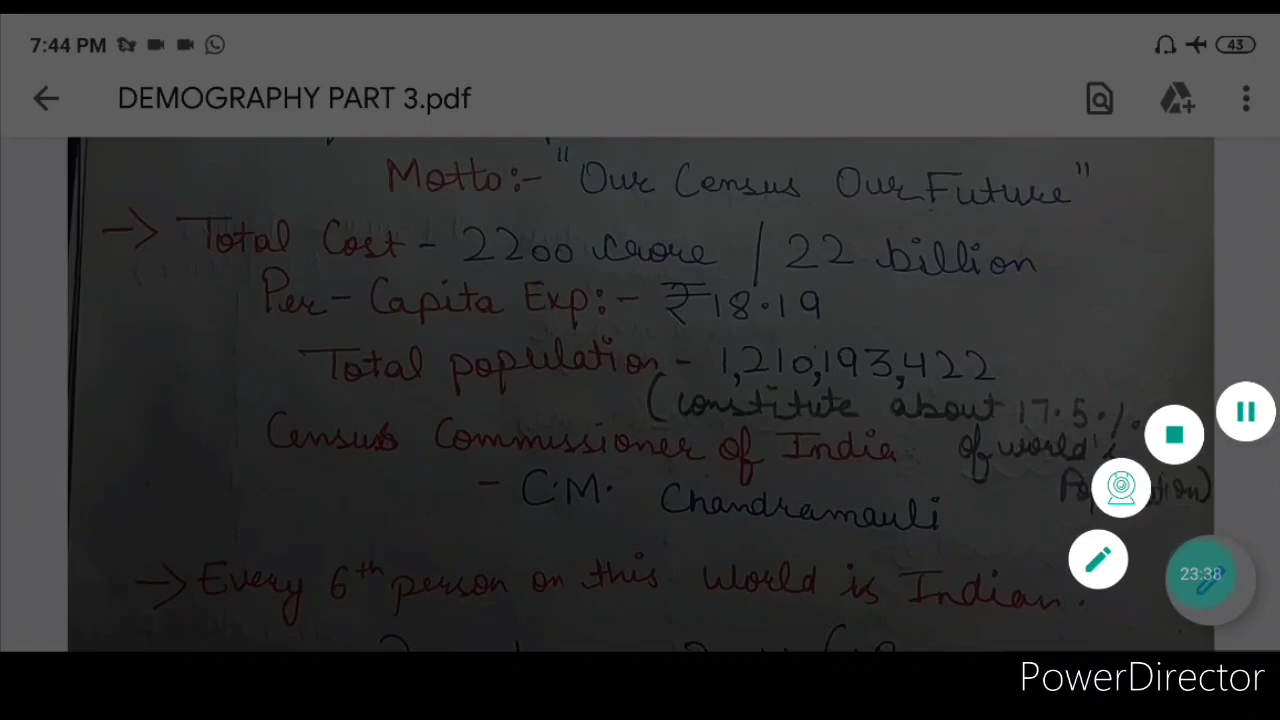 7:44 PM
43
DEMOGRAPHY PART 3.pdf
Motto:- "Our Census Our Future"
→ Total Cost - 2200 crore / 22 billion
Per-Capita Exp:- ₹18.19
Total population - 1,210,193,422
(constitute about 17.5%
Census Commissioner of India of world's
- C.M. Chandramauli
→ Every 6th person on this world is Indian.
23:38
PowerDirector